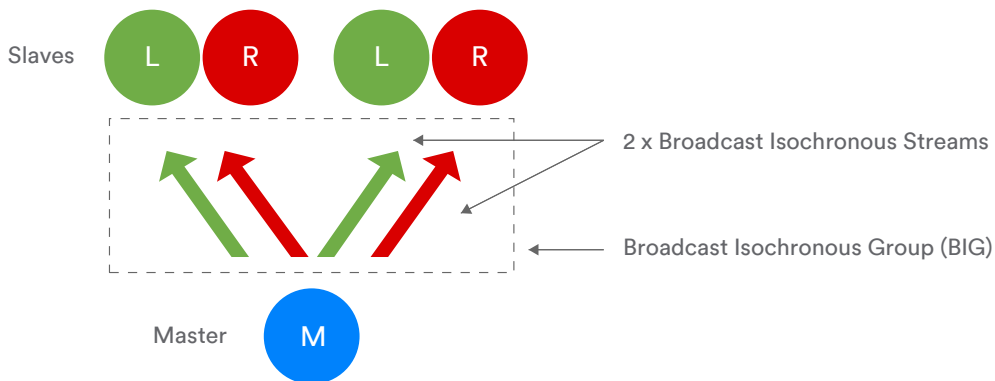 Slaves
L R L R
2 x Broadcast Isochronous Streams
Broadcast Isochronous Group (BIG)
Master
M